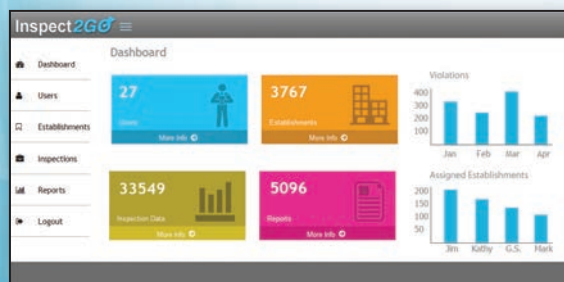 Inspect2GO
Dashboard
Dashboard
Users
Establishments
Inspections
Reports
Logout
27
Users
More Info
3767
Establishments
More Info
33549
Inspection Data
More Info
5096
Reports
More Info
Violations
400
300
200
100
Jan Feb Mar Apr
Assigned Establishments
200
150
100
50
Jim Kathy G.S. Mark